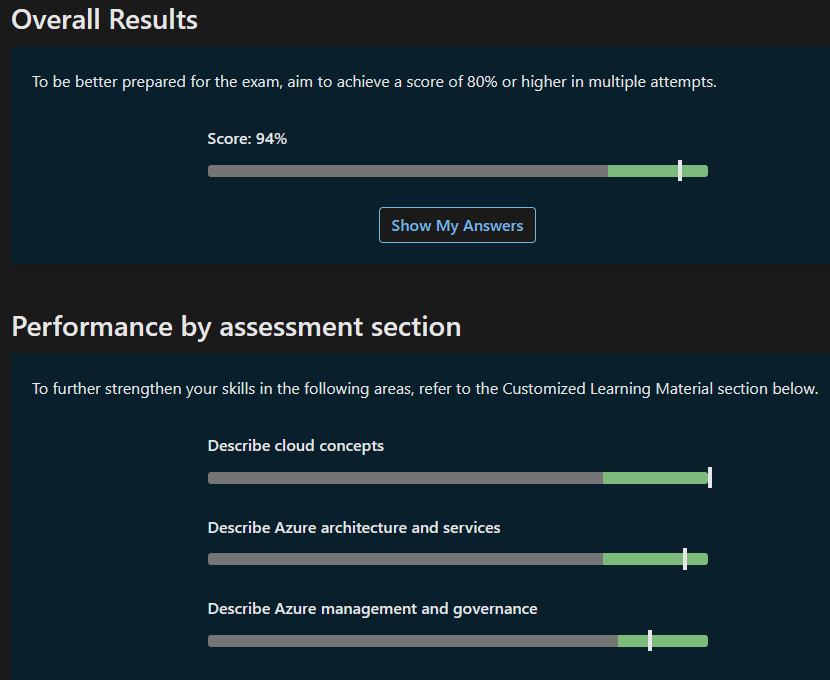 Overall Results
To be better prepared for the exam, aim to achieve a score of 80% or higher in multiple attempts.
Score: 94%
Show My Answers
Performance by assessment section
To further strengthen your skills in the following areas, refer to the Customized Learning Material section below.
Describe cloud concepts
Describe Azure architecture and services
Describe Azure management and governance